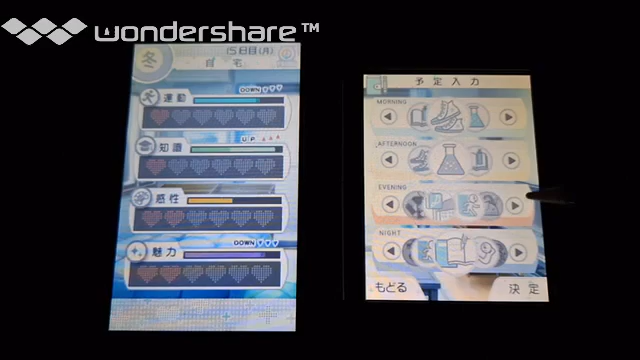 wondershare™
冬
15日目(月)
自宅
運動
DOWN
知識
UP
感性
魅力
DOWN
予定入力
MORNING
AFTERNOON
EVENING
NIGHT
もどる
決定